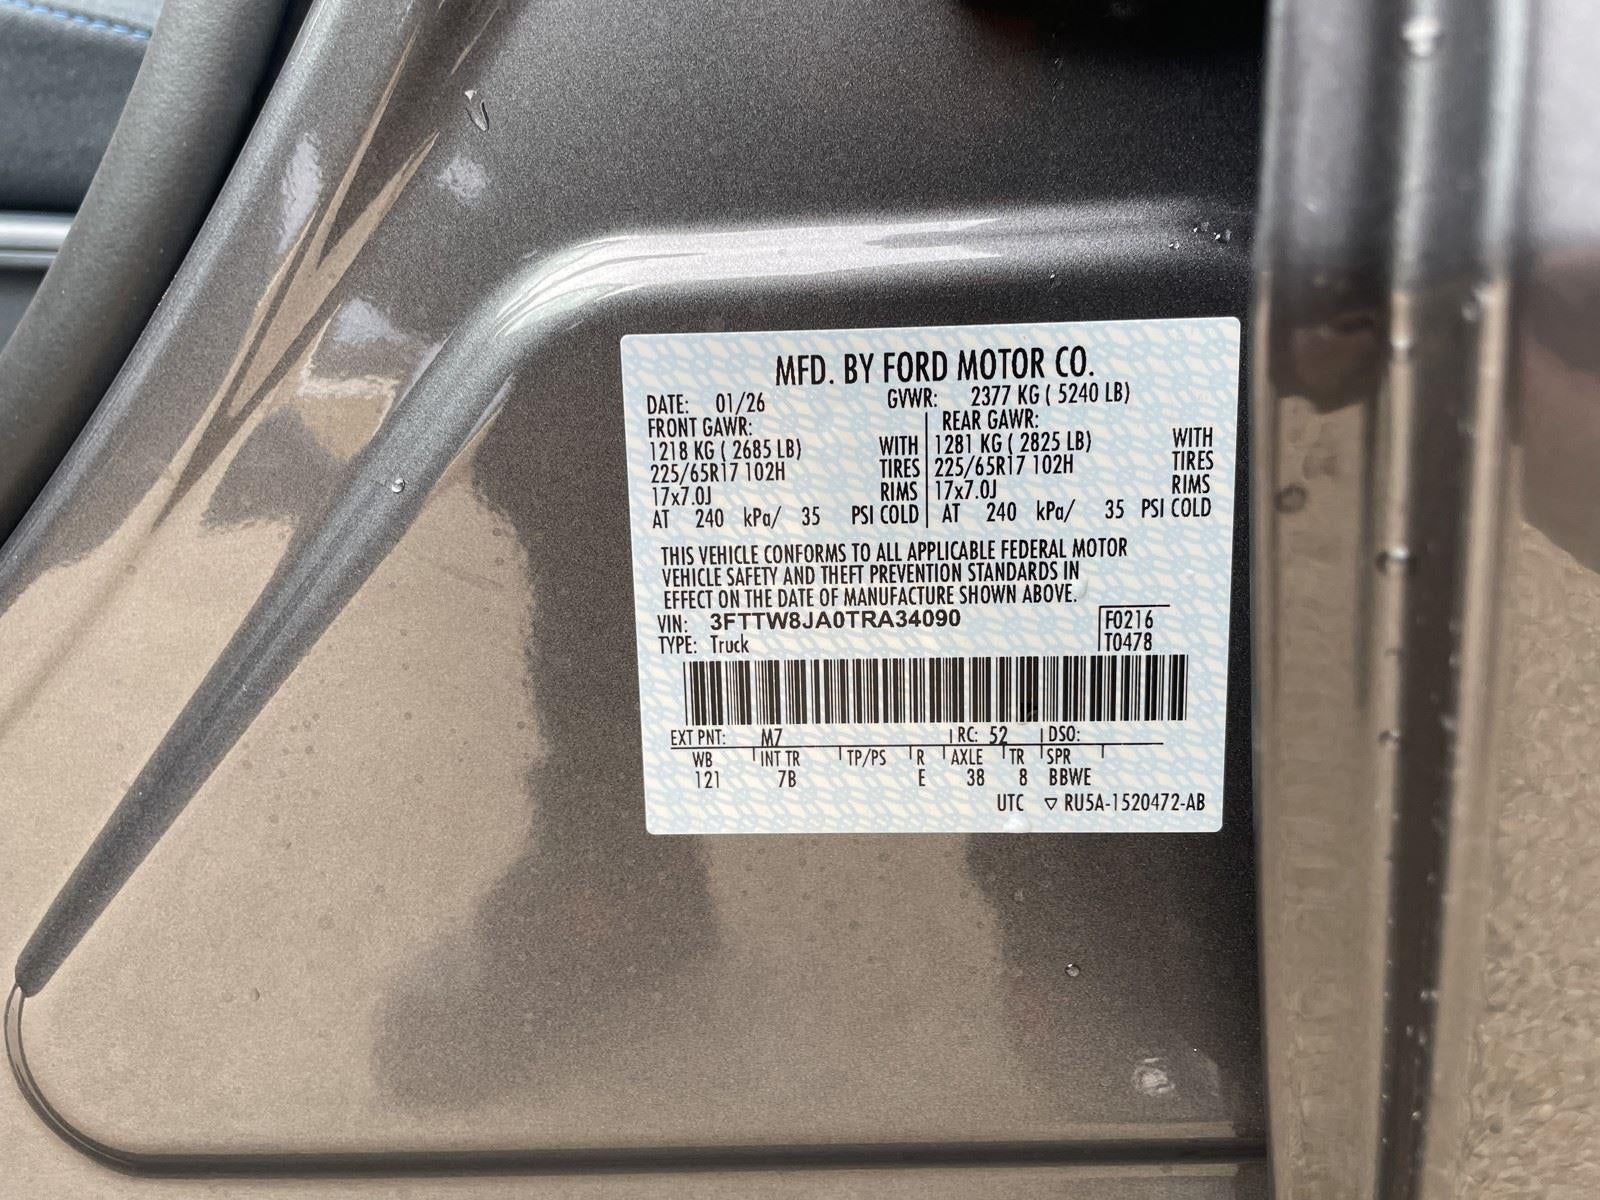 MFD. BY FORD MOTOR CO.
DATE: 01/26 GVWR: 2377 KG ( 5240 LB)
FRONT GAWR: REAR GAWR:
1218 KG ( 2685 LB) WITH 1281 KG ( 2825 LB) WITH
225/65R17 102H TIRES 225/65R17 102H TIRES
17x7.0J RIMS 17x7.0J RIMS
AT 240 kPa/ 35 PSI COLD AT 240 kPa/ 35 PSI COLD
THIS VEHICLE CONFORMS TO ALL APPLICABLE FEDERAL MOTOR
VEHICLE SAFETY AND THEFT PREVENTION STANDARDS IN
EFFECT ON THE DATE OF MANUFACTURE SHOWN ABOVE.
VIN: 3FTTW8JA0TRA34090 F0216
TYPE: Truck T0478
EXT PNT: M7 RC: 52 DSO:
WB INT TR TP/PS R AXLE TR SPR
121 7B E 38 8 BBWE
UTC ▽ RU5A-1520472-AB